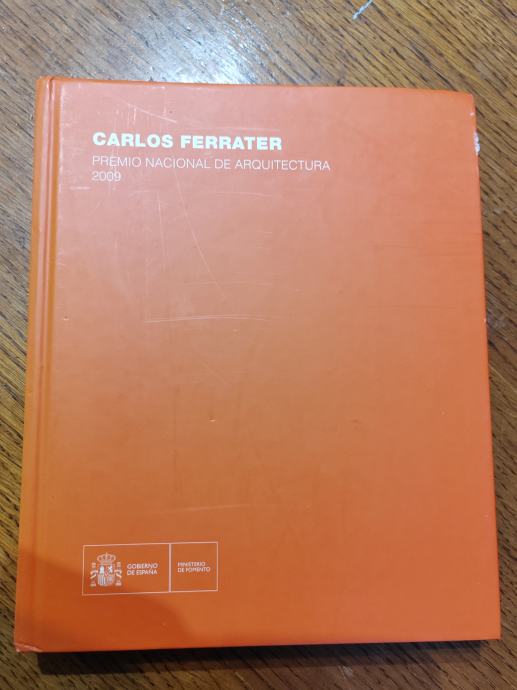 CARLOS FERRATER
PREMIO NACIONAL DE ARQUITECTURA
2009
GOBIERNO
DE ESPAÑA
MINISTERIO
DE FOMENTO